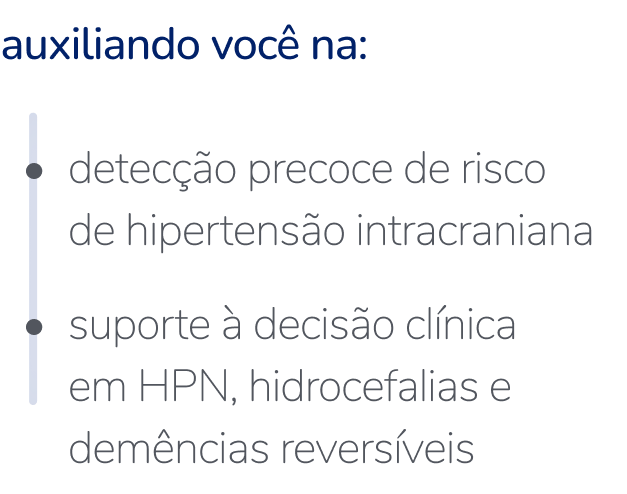 auxiliando você na:
detecção precoce de risco
de hipertensão intracraniana
suporte à decisão clínica
em HPN, hidrocefalias e
demências reversíveis